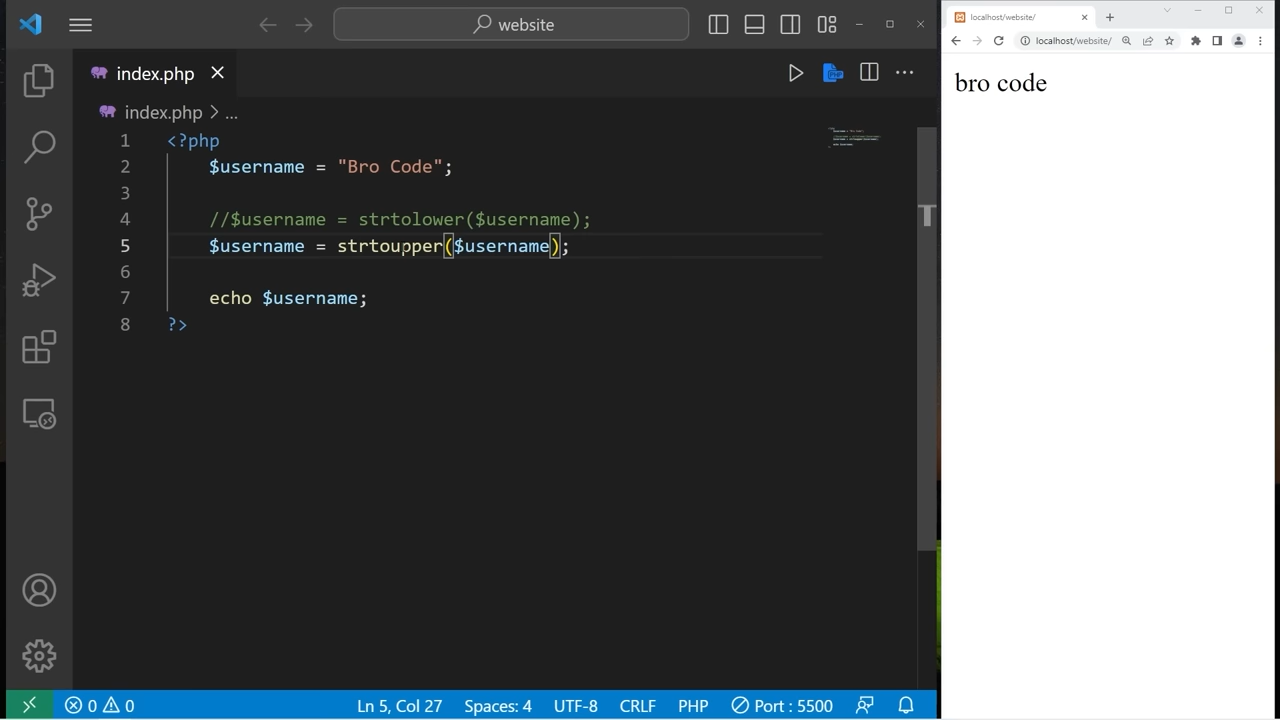 website
index.php
index.php > ...
1 <?php
2 $username = "Bro Code";
3
4 //$username = strtolower($username);
5 $username = strtoupper($username);
6
7 echo $username;
8 ?>
0 0
Ln 5, Col 27
Spaces: 4
UTF-8
CRLF
PHP
Port : 5500
localhost/website/
localhost/website/
bro code